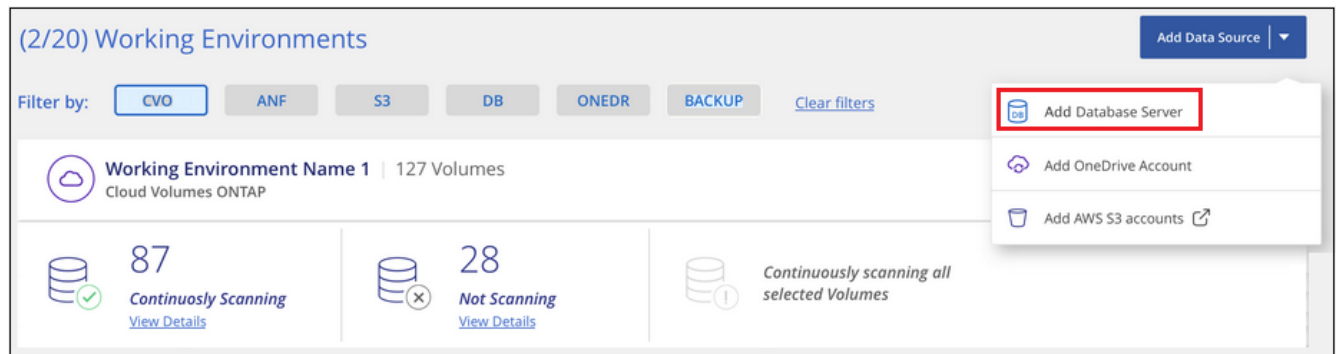 (2/20) Working Environments
Add Data Source
Filter by: CVO ANF S3 DB ONEDR BACKUP Clear filters
DB Add Database Server
Working Environment Name 1 | 127 Volumes
Cloud Volumes ONTAP
Add OneDrive Account
Add AWS S3 accounts
87
Continuosly Scanning
View Details
28
Not Scanning
View Details
Continuously scanning all
selected Volumes